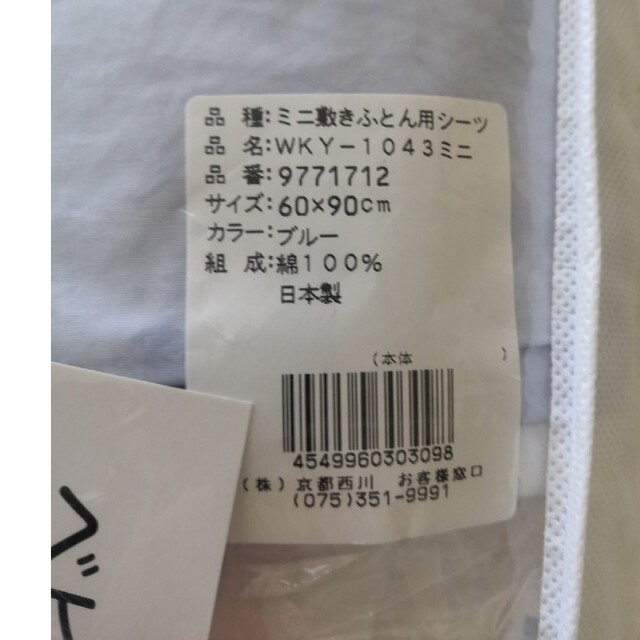 品 種:ミニ敷きふとん用シーツ
品 名:WKY-1043ミニ
品 番:9771712
サイズ:60×90cm
カラー:ブルー
組 成:綿100%
日本製
(本体 )
4549960303098
(株)京都西川 お客様窓口
(075)351-9991
べ